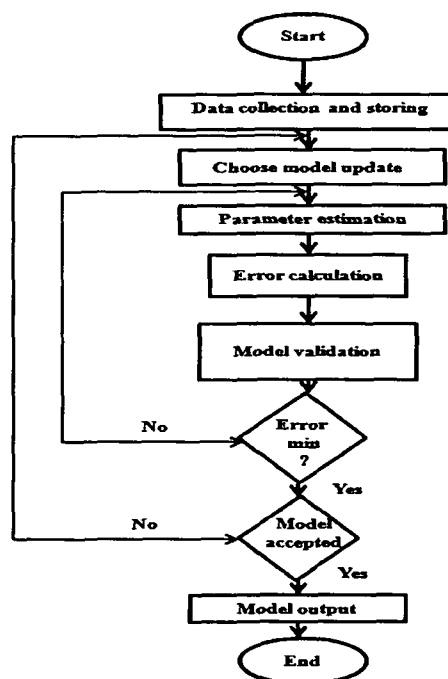 Start
Data collection and storing
Choose model update
Parameter estimation
Error calculation
Model validation
Error
min
?
No
Yes
Model
accepted
No
Yes
Model output
End